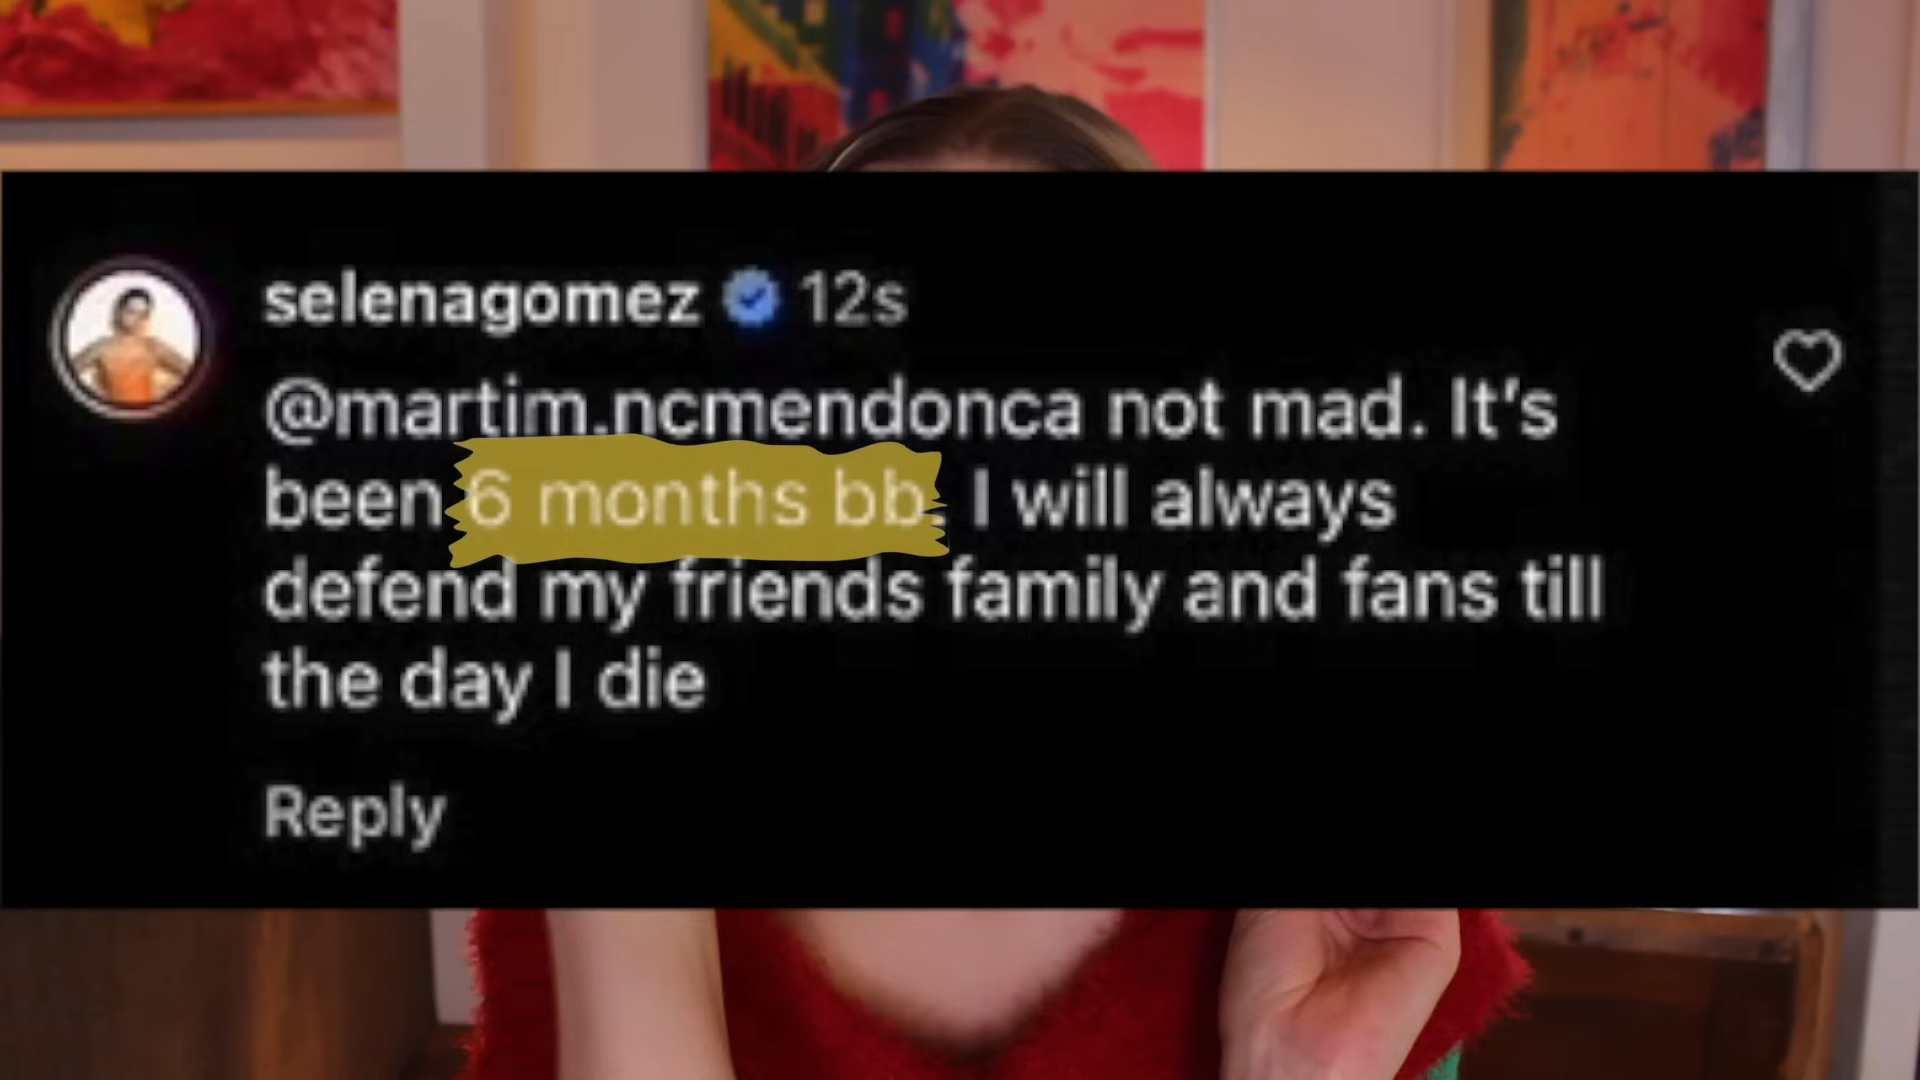 selenagomez 12s
@martim.ncmendonca not mad. It's
been 6 months bb. I will always
defend my friends family and fans till
the day I die
Reply